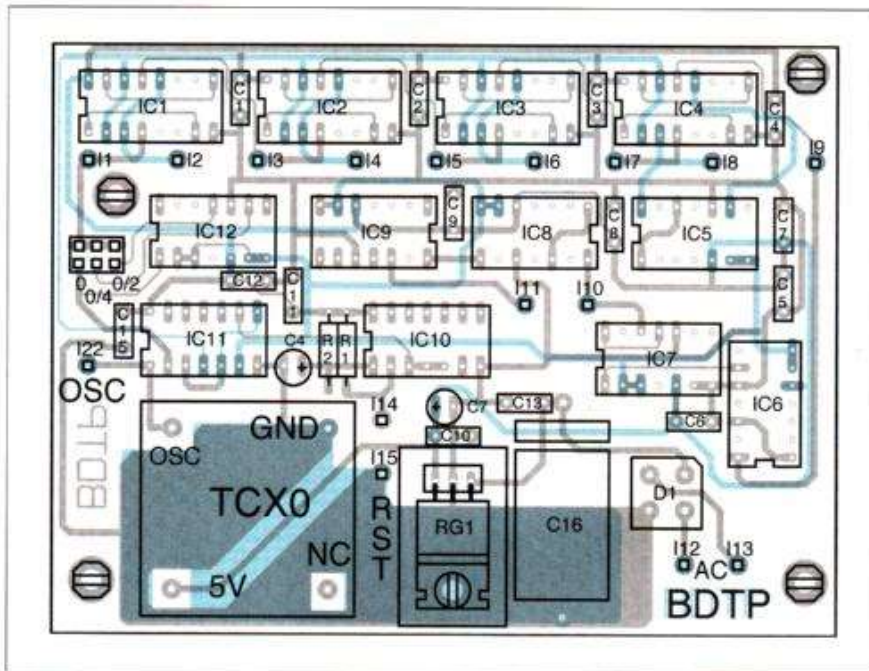 IC1 C1 IC2 C2 IC3 C3 IC4 C4
I1 I2 I3 I4 I5 I6 I7 I8 I9
IC12 IC9 C9 IC8 C8 IC5 C7
0 0/2
0/4
C12 C11 I11 I10 C5
C15 IC11 C4 R2 R1 IC10 IC7 IC6
I22
OSC
C7 C13 C6
I14
BDTP
OSC GND C10
TCX0
I15
RST
RG1 C16 D1
5V NC
I12 AC I13
BDTP